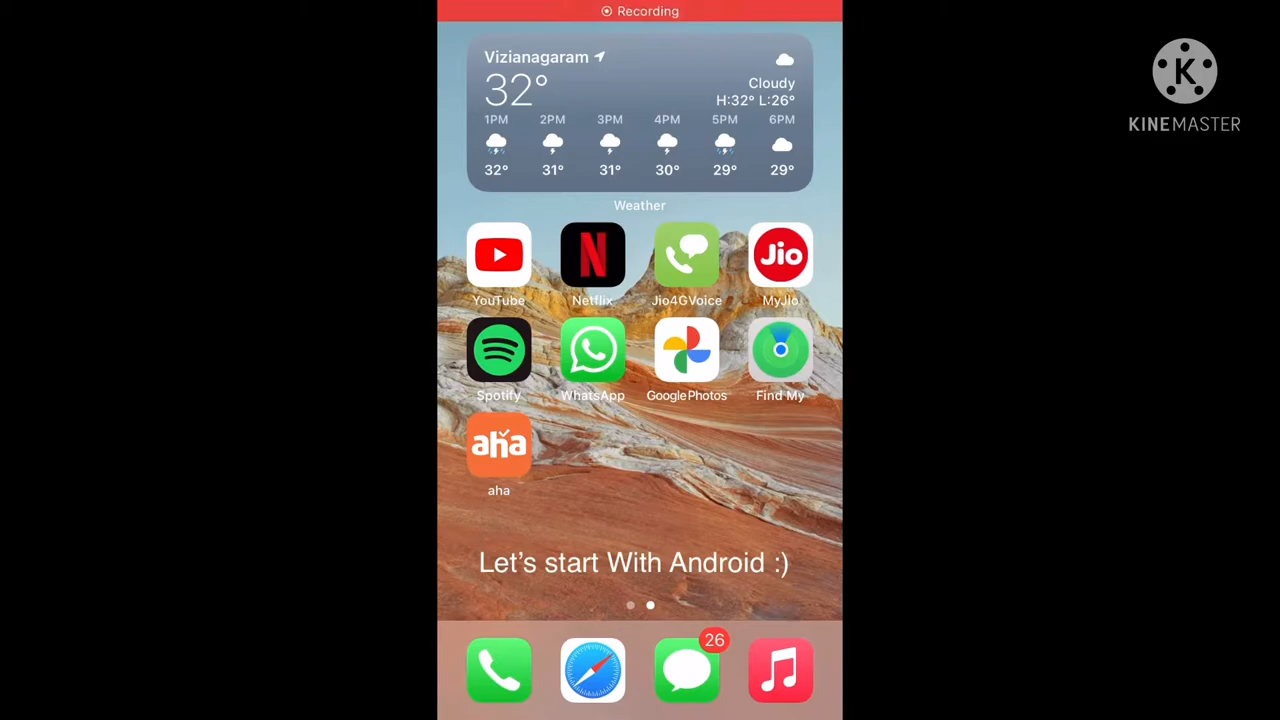 Recording
Vizianagaram
32°
Cloudy
H:32° L:26°
1PM 2PM 3PM 4PM 5PM 6PM
32° 31° 31° 30° 29° 29°
Weather
Jio
YouTube Netflix Jio4GVoice MyJio
Spotify WhatsApp Google Photos Find My
aha
aha
Let's start With Android :)
26
K
KINEMASTER